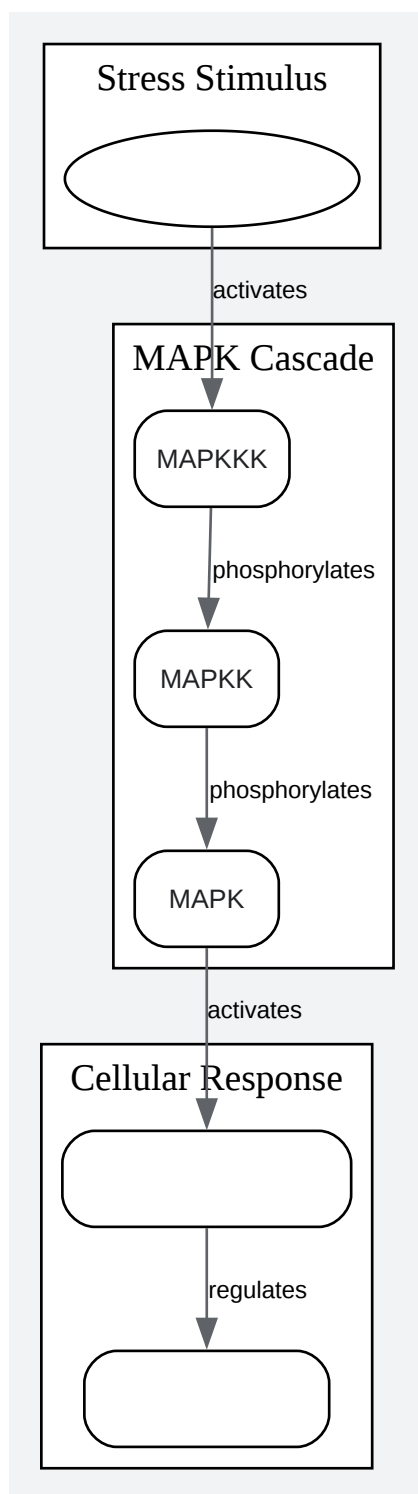 Stress Stimulus
activates
MAPK Cascade
MAPKKK
phosphorylates
MAPKK
phosphorylates
MAPK
activates
Cellular Response
regulates